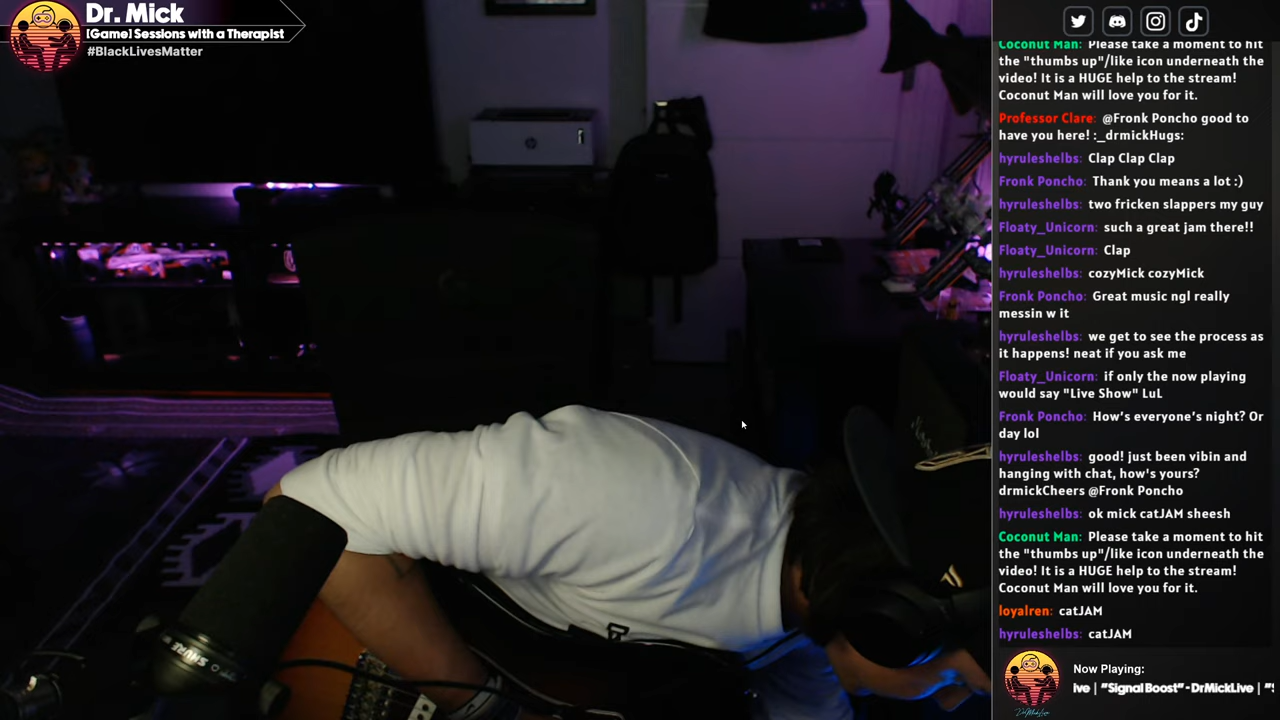 Dr. Mick
[Game] Sessions with a Therapist
#BlackLivesMatter
Coconut Man: Please take a moment to hit
the "thumbs up"/like icon underneath the
video! It is a HUGE help to the stream!
Coconut Man will love you for it.
Professor Clare: @Fronk Poncho good to
have you here! :_drmickHugs:
hyruleshelbs: Clap Clap Clap
Fronk Poncho: Thank you means a lot :)
hyruleshelbs: two fricken slappers my guy
Floaty_Unicorn: such a great jam there!!
Floaty_Unicorn: Clap
hyruleshelbs: cozyMick cozyMick
Fronk Poncho: Great music ngl really
messin w it
hyruleshelbs: we get to see the process as
it happens! neat if you ask me
Floaty_Unicorn: if only the now playing
would say "Live Show" LuL
Fronk Poncho: How's everyone's night? Or
day lol
hyruleshelbs: good! just been vibin and
hanging with chat, how's yours?
drmickCheers @Fronk Poncho
hyruleshelbs: ok mick catJAM sheesh
Coconut Man: Please take a moment to hit
the "thumbs up"/like icon underneath the
video! It is a HUGE help to the stream!
Coconut Man will love you for it.
loyalren: catJAM
hyruleshelbs: catJAM
Now Playing:
ive | "Signal Boost" - DrMickLive | "S
SHURE
hp